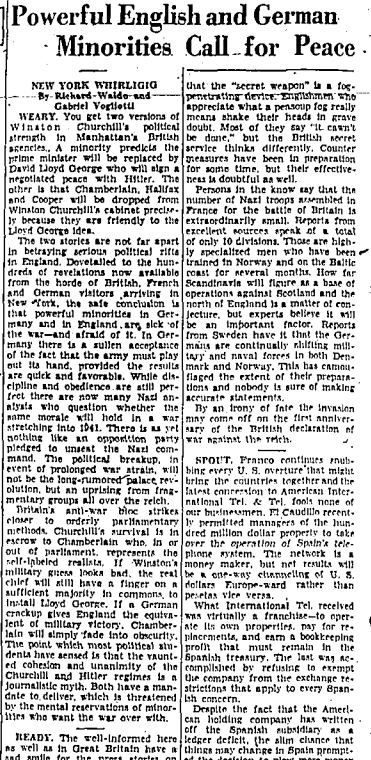 Powerful English and German
Minorities Call for Peace
NEW YORK WHIRLIGIG
By Richard Waldo and
Gabriel Vogliotti
WEARY. You get two versions of
Winston Churchill's political
strength in Manhattan's British
agencies. A minority predicts the
prime minister will be replaced by
David Lloyd George who will sign a
negotiated peace with Hitler. The
other is that Chamberlain, Halifax
and Cooper will be dropped from
Winston Churchill's cabinet precise-
ly because they are friendly to the
Lloyd George idea.
The two stories are not far apart
in betraying serious political rifts
in England. Dovetailed to the hun-
dreds of revelations now available
from the horde of British, French
and German visitors arriving in
New York, the safe conclusion is
that powerful minorities in Ger-
many and in England are sick of
the war—and afraid of it. In Ger-
many there is a sullen acceptance
of the fact that the army must play
out its hand, provided the results
are quick and favorable. While dis-
cipline and obedience are still per-
fect there are now many Nazi an-
alysts who question whether the
same morale will hold in a war
stretching into 1941. There is as yet
nothing like an opposition party
pledged to unseat the Nazi com-
mand. The political breakup, in
event of prolonged war strain, will
not be the long-rumored palace rev-
olution, but an uprising from frag-
mentary groups all over the reich.
Britain's anti-war bloc strikes
closer to orderly parliamentary
methods. Churchill's survival is in
escrow to Chamberlain who, in or
out of parliament, represents the
self-labeled realists. If Winston's
military guess looks bad, the real
chief will still have a finger on a
sufficient majority in commons, to
install Lloyd George. If a German
crackup gives England the equiva-
lent of military victory, Chamber-
lain will simply fade into obscurity.
The point which most political stu-
dents have sensed is that the vaunt-
ed cohesion and unanimity of the
Churchill and Hitler regimes is a
journalistic myth. Both have a man-
date to deliver, which is threatened
by the mental reservations of minor-
ities who want the war over with.
READY. The well-informed here
as well as in Great Britain have a
sad smile for the press stories on
that the "secret weapon" is a fog-
penetrating device. Englishmen who
appreciate what a peasoup fog really
means shake their heads in grave
doubt. Most of they say "it cawn't
be done," but the British secret
service thinks differently. Counter
measures have been in preparation
for some time, but their effective-
ness is doubtful as well.
Persons in the know say that the
number of Nazi troops assembled in
France for the battle of Britain is
extraordinarily small. Reports from
excellent sources speak of a total
of only 10 divisions. Those are high-
ly specialized men who have been
trained in Norway and on the Baltic
coast for several months. How far
Scandinavia will figure as a base of
operations against Scotland and the
north of England is a matter of con-
jecture, but experts believe it will
be an important factor. Reports
from Sweden have it that the Ger-
mans are continually shifting mili-
tary and naval forces in both Den-
mark and Norway. This has camou-
flaged the extent of their prepara-
tions and nobody is sure of making
accurate statements.
By an irony of fate the invasion
may come off on the first anniver-
sary of the British declaration of
war against the reich.
SPOUT. Franco continues snub-
bing every U. S. overture that might
bring the countries together and the
latest concession to American Inter-
national Tel. & Tel. fools none of
our businessmen. El Caudillo recent-
ly permitted managers of the hun-
dred million dollar property to take
over the operation of Spain's tele-
phone system. The network is a
money maker, but net results will
be a one-way channeling of U. S.
dollars Europe-ward rather than
pesetas vice versa.
What International Tel. received
was virtually a franchise—to oper-
ate its own properties, pay for re-
placements, and earn a bookkeeping
profit that must remain in the
Spanish treasury. The last was ac-
complished by refusing to exempt
the company from the exchange re-
strictions that apply to every Span-
ish concern.
Despite the fact that the Ameri-
can holding company has written
off the Spanish subsidiary as a
ledger deficit, the slim chance that
things may change in Spain prompt-